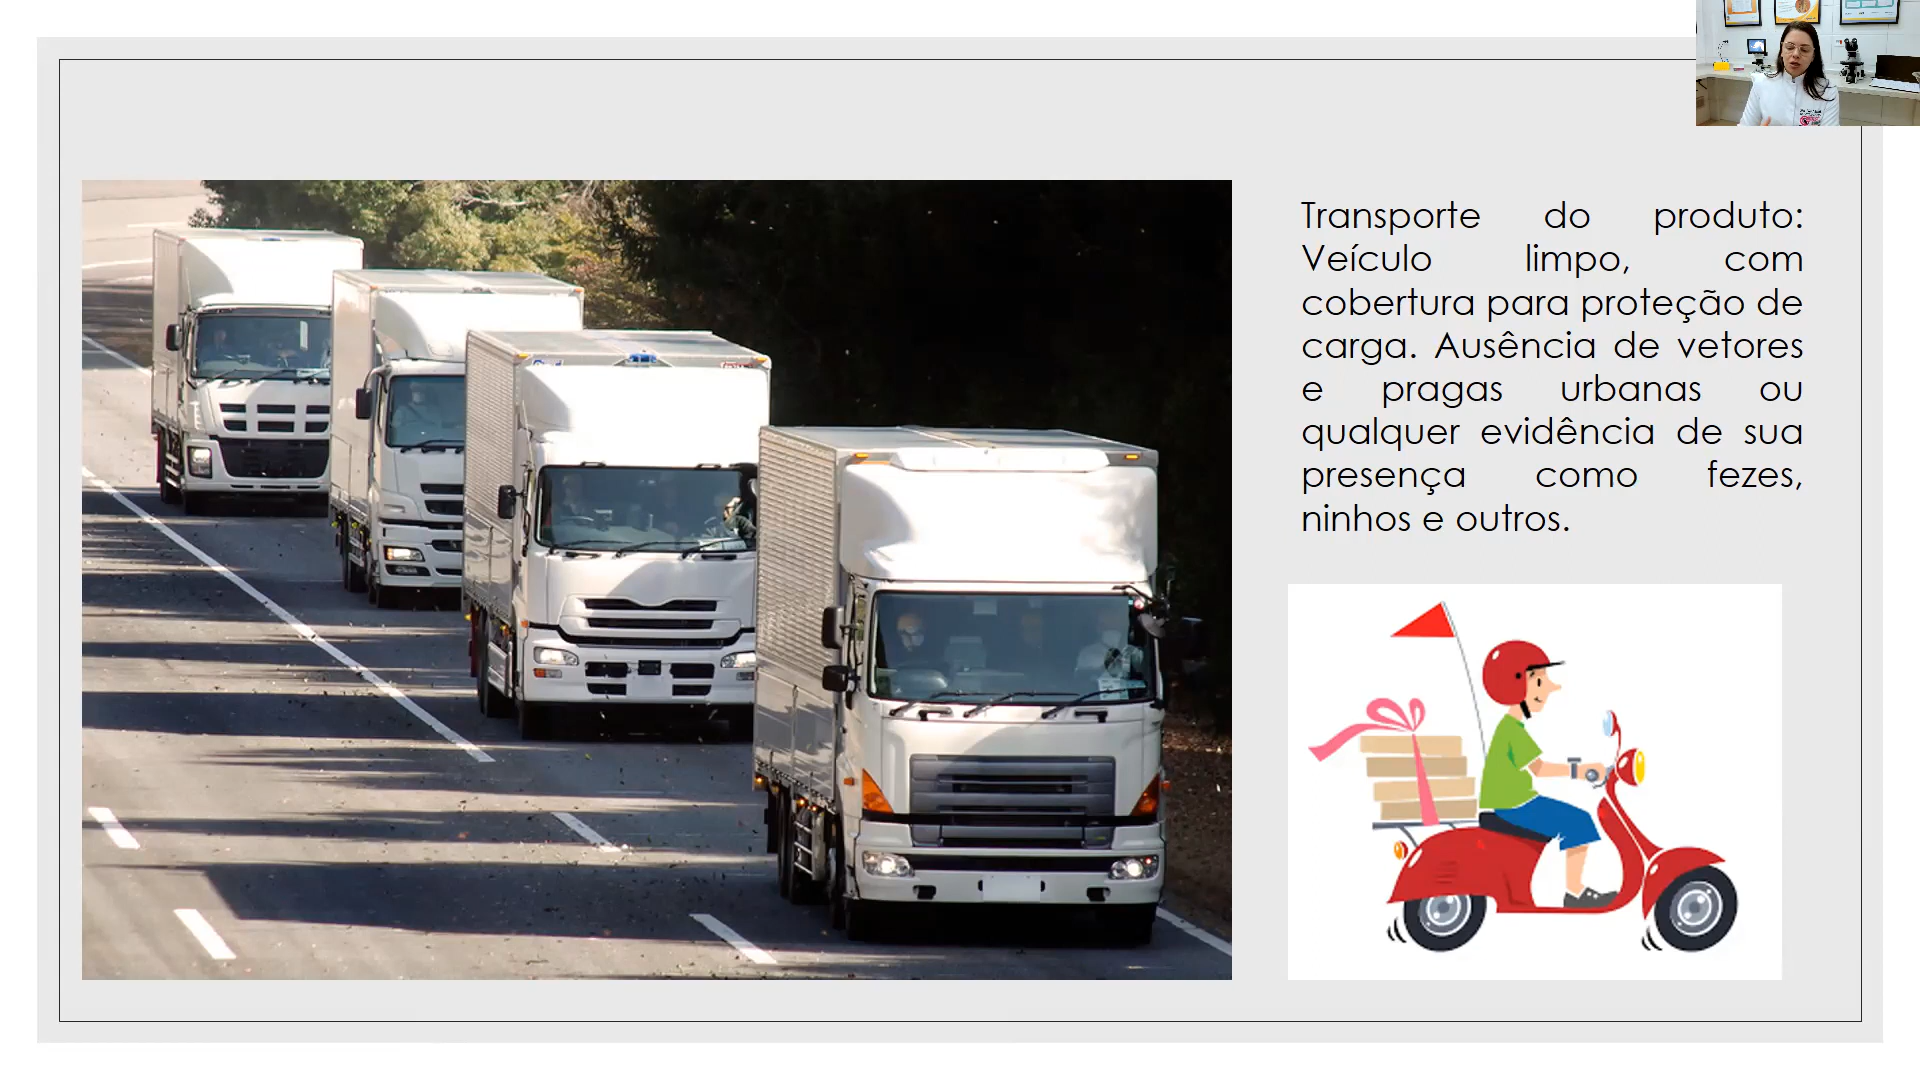 Transporte do produto:
Veículo limpo, com
cobertura para proteção de
carga. Ausência de vetores
e pragas urbanas ou
qualquer evidência de sua
presença como fezes,
ninhos e outros.